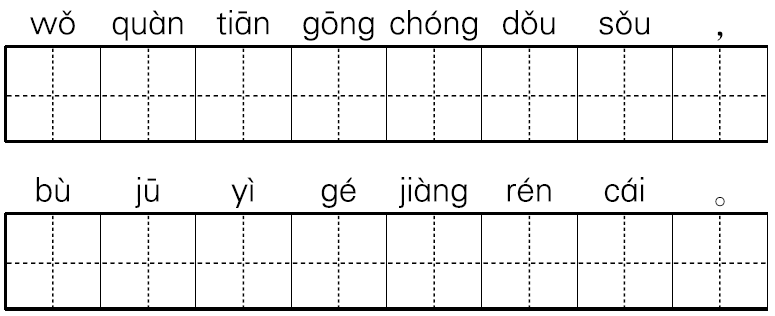 wǒ quàn tiān gōng chóng dǒu sǒu ，
bù jū yì gé jiàng rén cái 。